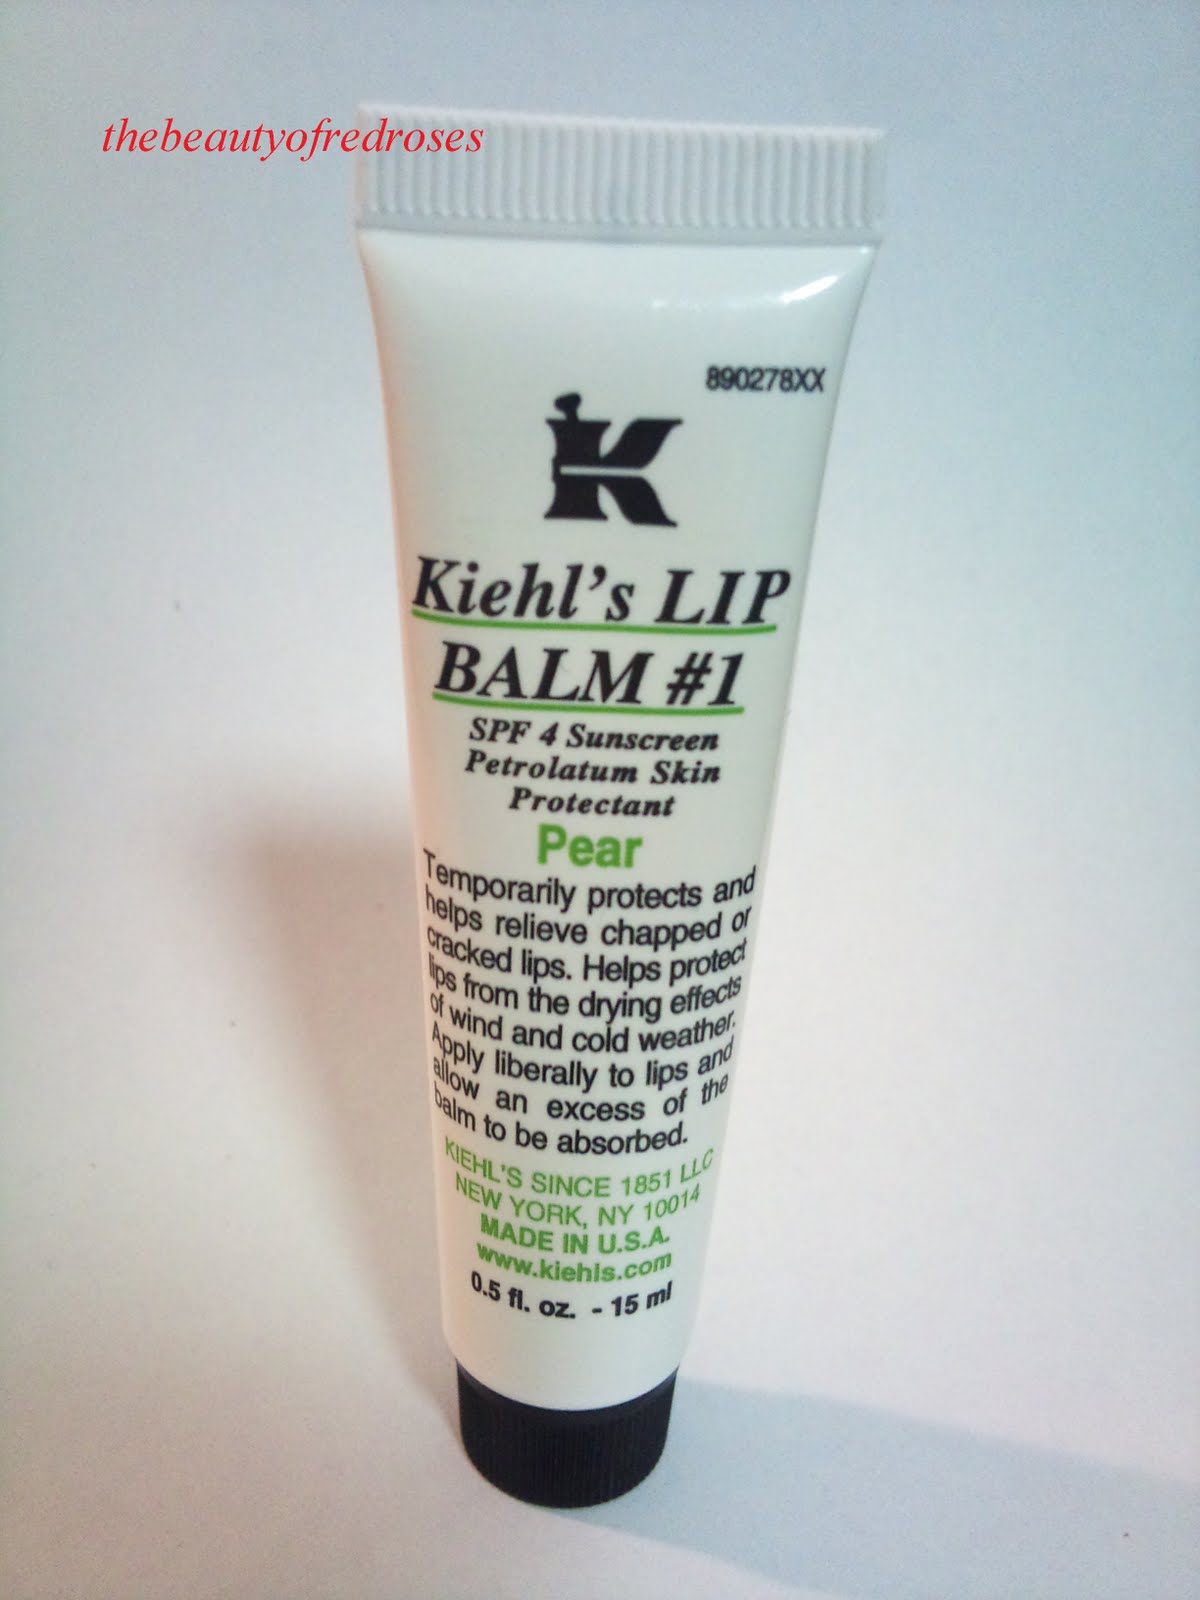 thebeautyofredroses
890278XX
K
Kiehl's LIP
BALM #1
SPF 4 Sunscreen
Petrolatum Skin
Protectant
Pear
Temporarily protects and
helps relieve chapped or
cracked lips. Helps protect
lips from the drying effects
of wind and cold weather.
Apply liberally to lips and
allow an excess of the
balm to be absorbed.
KIEHL'S SINCE 1851 LLC
NEW YORK, NY 10014
MADE IN U.S.A.
www.kiehls.com
0.5 fl. oz. - 15 ml